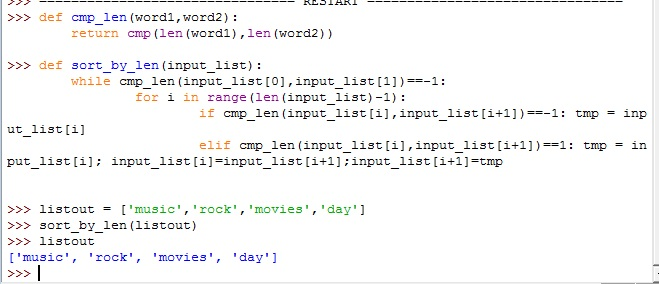 >>> ================================ RESTART ================================
>>> def cmp_len(word1,word2):
        return cmp(len(word1),len(word2))
>>> def sort_by_len(input_list):
        while cmp_len(input_list[0],input_list[1])==-1:
                for i in range(len(input_list)-1):
                        if cmp_len(input_list[i],input_list[i+1])==-1: tmp = inp
ut_list[i]
                        elif cmp_len(input_list[i],input_list[i+1])==1: tmp = in
put_list[i]; input_list[i]=input_list[i+1];input_list[i+1]=tmp
>>> listout = ['music','rock','movies','day']
>>> sort_by_len(listout)
>>> listout
['music', 'rock', 'movies', 'day']
>>>